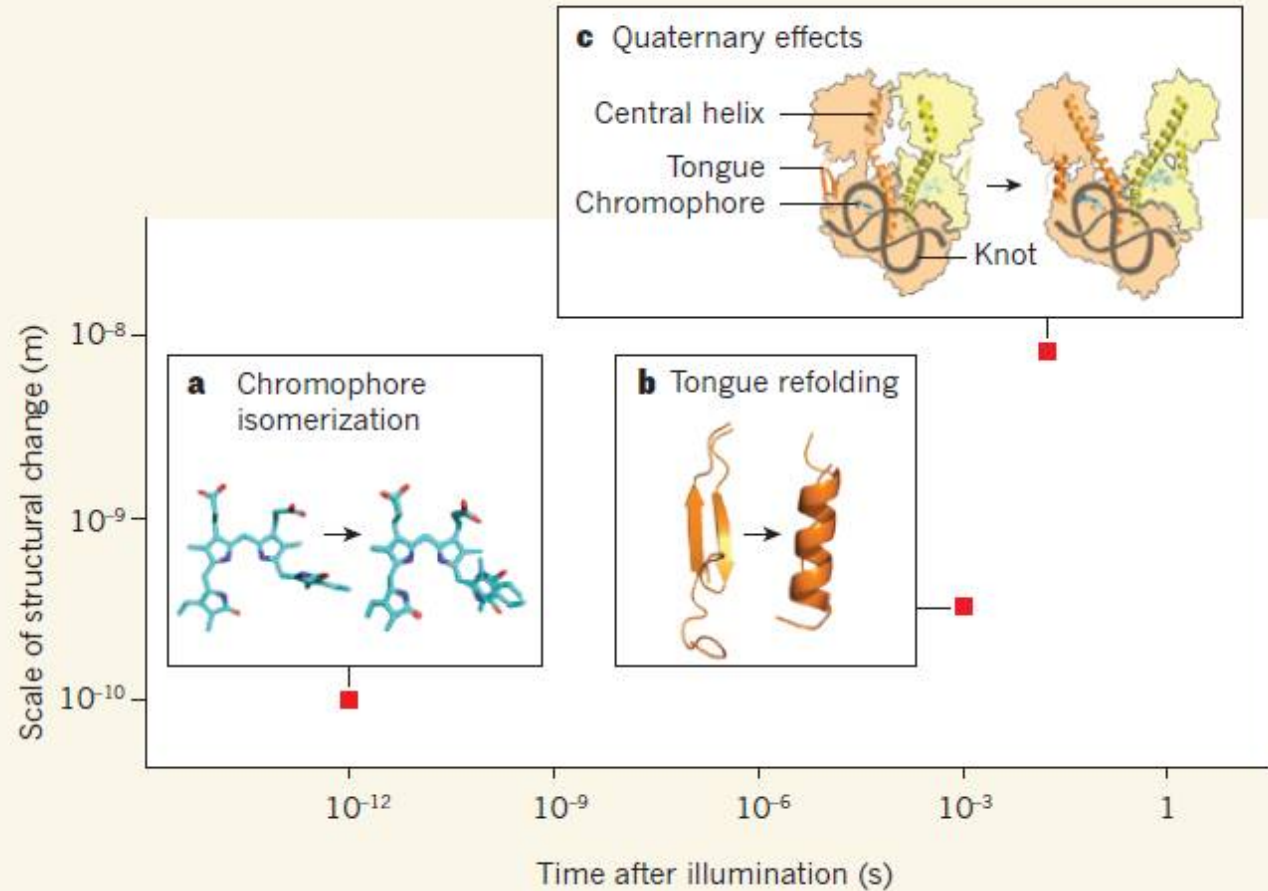 c Quaternary effects
Central helix
Tongue
Chromophore
Knot
Scale of structural change (m)
10⁻⁸
10⁻⁹
10⁻¹⁰
a Chromophore
isomerization
b Tongue refolding
10⁻¹²
10⁻⁹
10⁻⁶
10⁻³
1
Time after illumination (s)